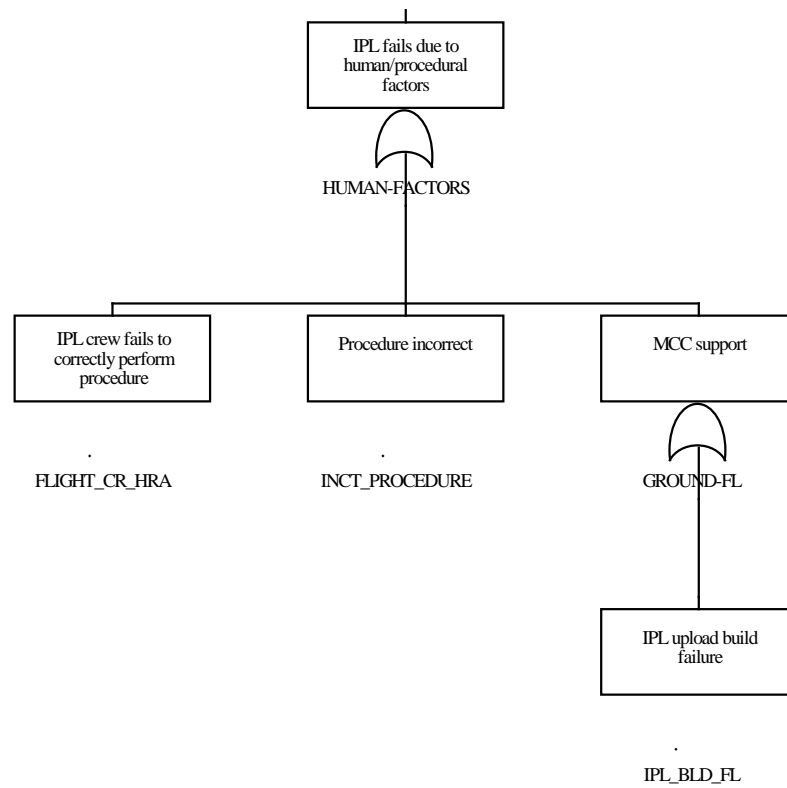 IPL fails due to
human/procedural
factors
HUMAN-FACTORS
IPL crew fails to
correctly perform
procedure
Procedure incorrect
MCC support
FLIGHT_CR_HRA
INCT_PROCEDURE
GROUND-FL
IPL upload build
failure
IPL_BLD_FL